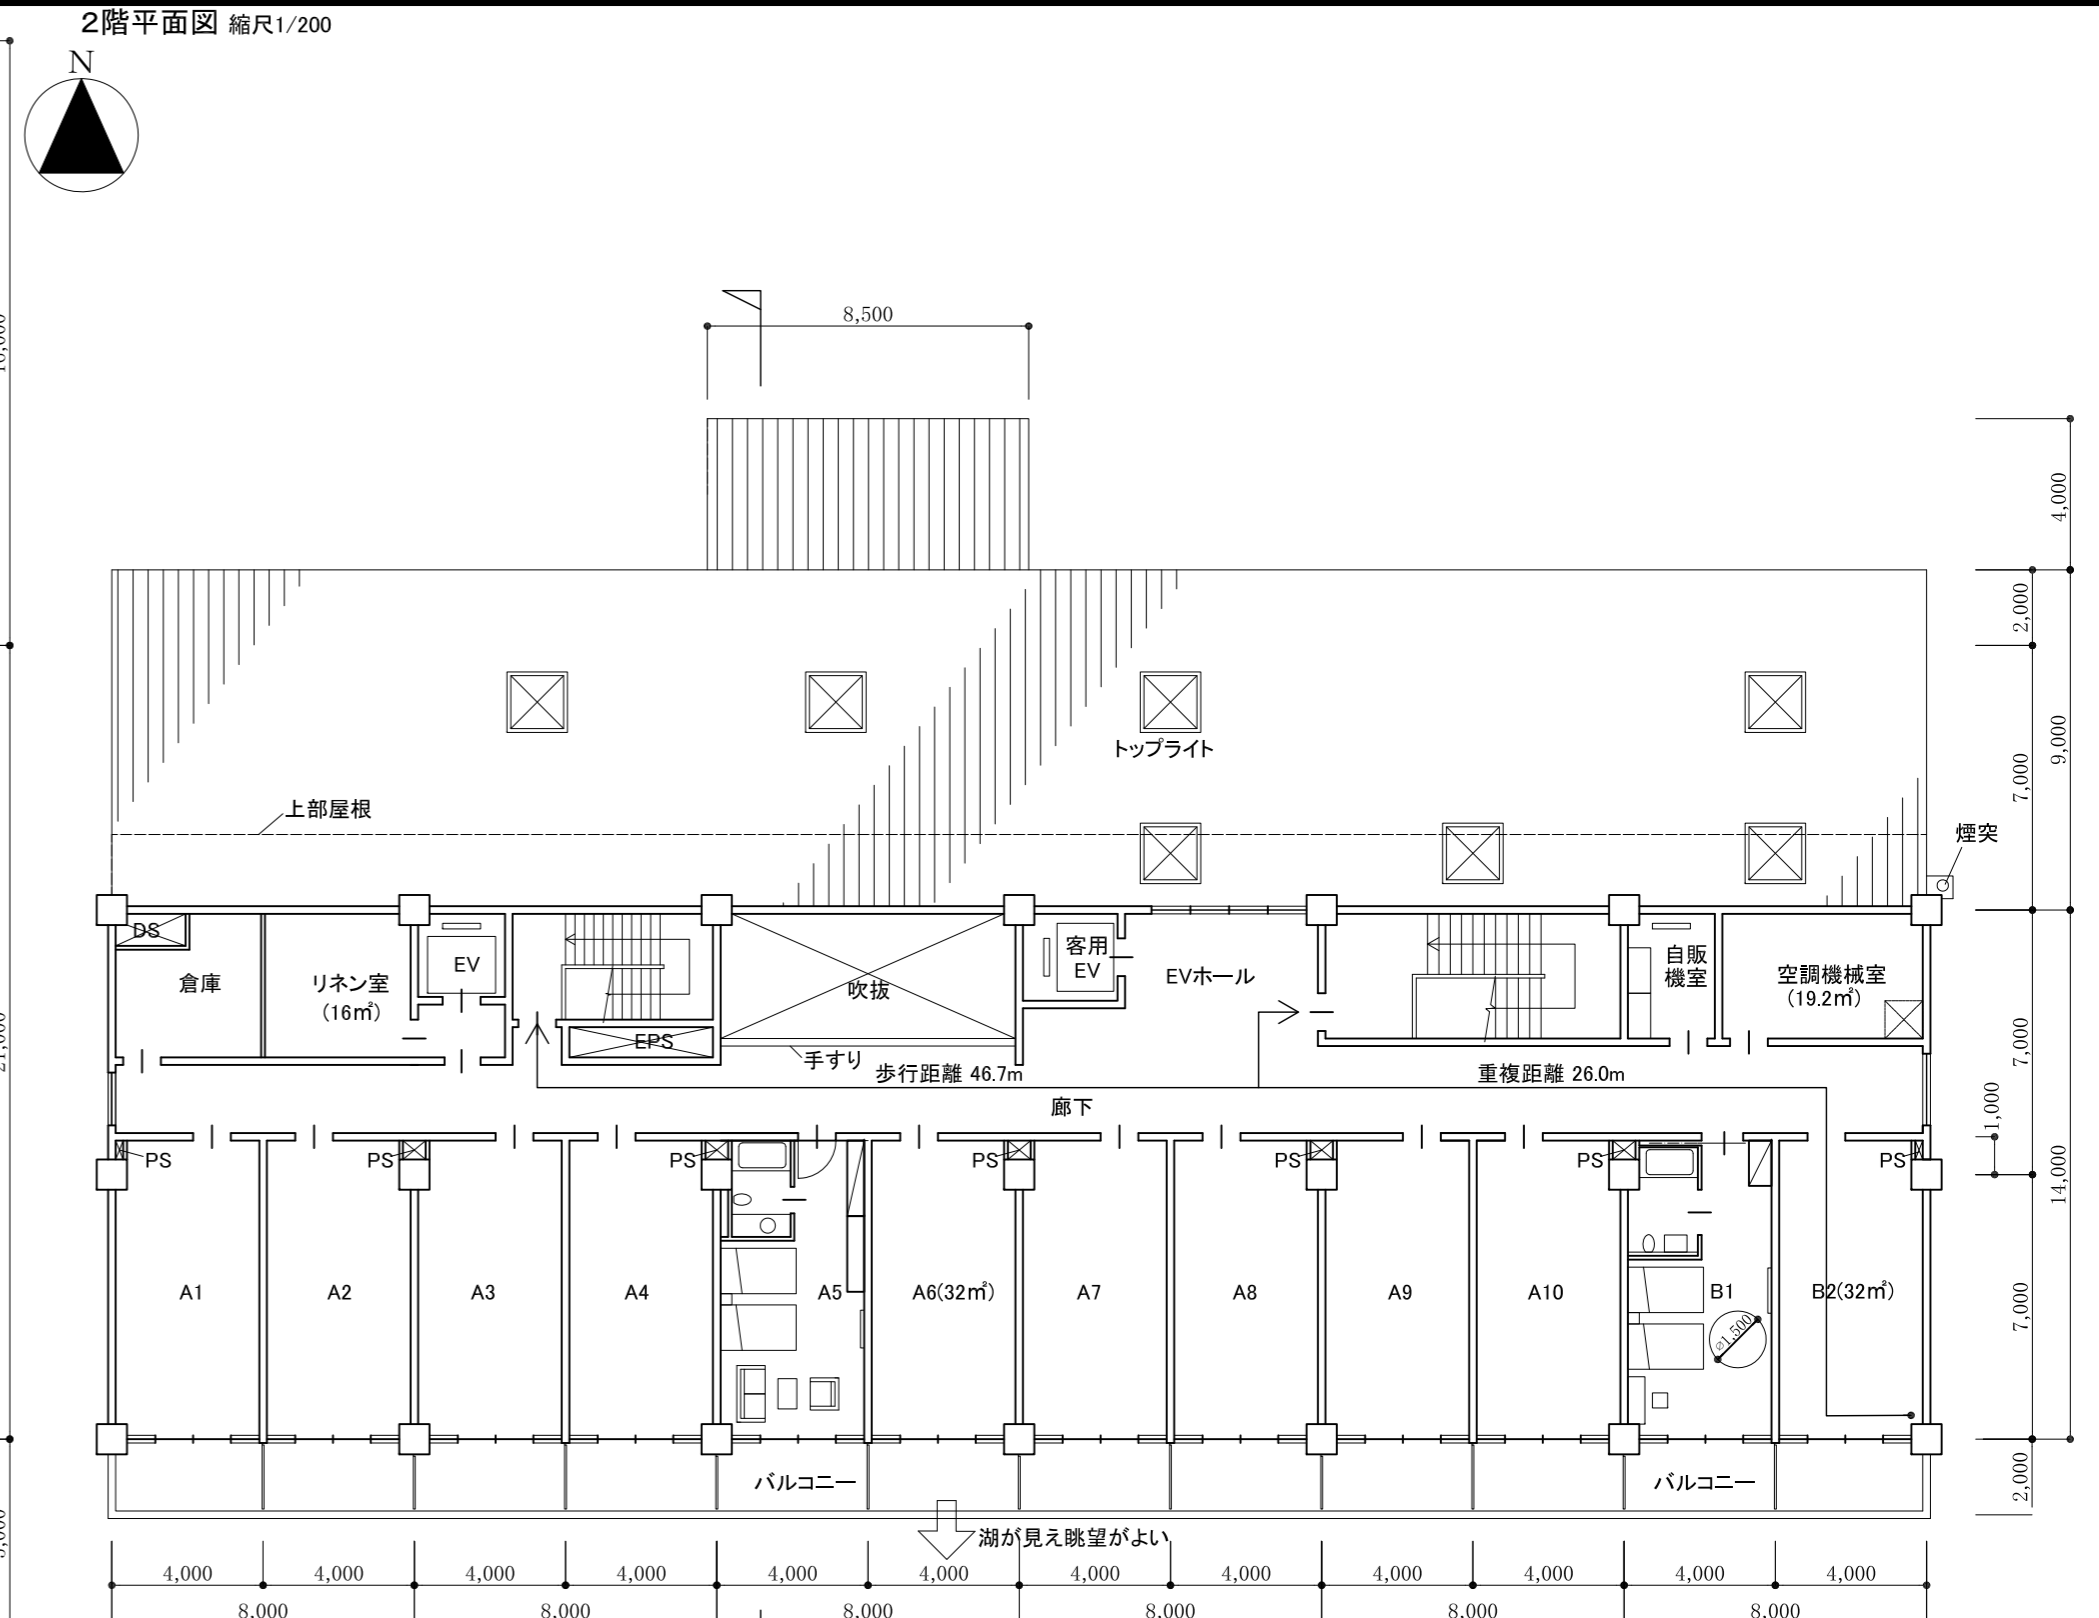 2階平面図 縮尺1/200
N
8,500
4,000
2,000
トップライト
7,000
9,000
上部屋根
煙突
DS
倉庫
リネン室
(16㎡)
EV
EPS
吹抜
手すり
客用
EV
EVホール
自販
機室
空調機械室
(19.2㎡)
7,000
歩行距離 46.7m
重複距離 26.0m
廊下
1,000
14,000
PS
PS
PS
PS
PS
PS
PS
A1
A2
A3
A4
A5
A6(32㎡)
A7
A8
A9
A10
B1
B2(32㎡)
7,000
⌀1,500
バルコニー
バルコニー
2,000
湖が見え眺望がよい
4,000
4,000
4,000
4,000
4,000
4,000
4,000
4,000
4,000
4,000
4,000
4,000
8,000
8,000
8,000
8,000
8,000
8,000